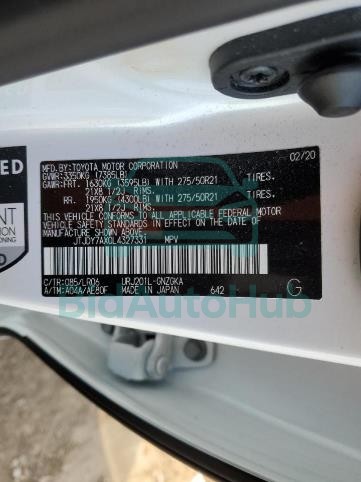 MFD.BY:TOYOTA MOTOR CORPORATION 02/20
GVWR:3350KG (7385LB)
GAWR:FRT. 1630KG (3595LB) WITH 275/50R21 TIRES.
21X8 1/2J RIMS.
RR. 1950KG (4300LB) WITH 275/50R21 TIRES.
21X8 1/2J RIMS.
THIS VEHICLE CONFORMS TO ALL APPLICABLE FEDERAL MOTOR
VEHICLE SAFETY STANDARDS IN EFFECT ON THE DATE OF
MANUFACTURE SHOWN ABOVE.
JTJDY7AX0L4327331 MPV
C/TR:085/LR06 URJ201L-GNZGKA
A/TM:A04A/AE80F MADE IN JAPAN 642 G
BidAutoHub